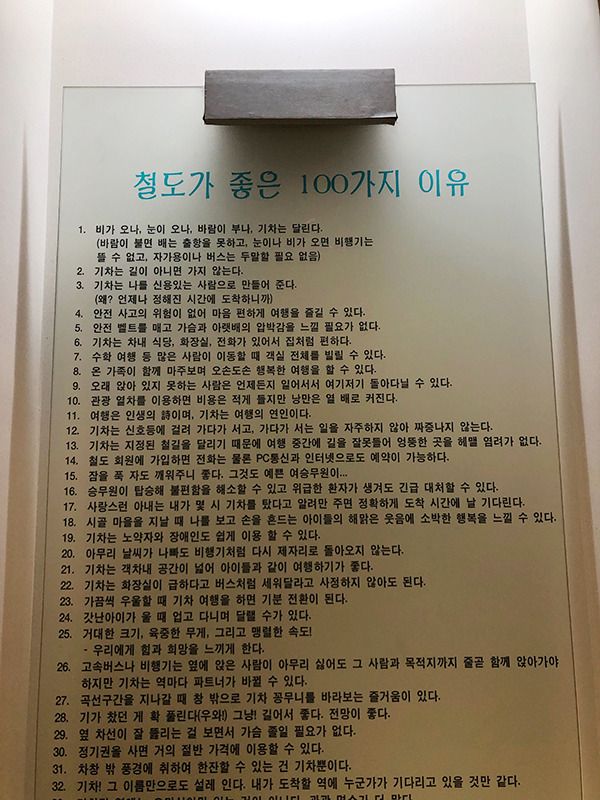 철도가 좋은 100가지 이유
1. 비가 오나, 눈이 오나, 바람이 부나, 기차는 달린다.
(바람이 불면 배는 출항을 못하고, 눈이나 비가 오면 비행기는
뜰 수 없고, 자가용이나 버스는 두말할 필요 없음)
2. 기차는 길이 아니면 가지 않는다.
3. 기차는 나를 신용있는 사람으로 만들어 준다.
(왜? 언제나 정해진 시간에 도착하니까)
4. 안전 사고의 위험이 없어 마음 편하게 여행을 즐길 수 있다.
5. 안전 벨트를 매고 가슴과 아랫배의 압박감을 느낄 필요가 없다.
6. 기차는 차내 식당, 화장실, 전화가 있어서 집처럼 편하다.
7. 수학 여행 등 많은 사람이 이동할 때 객실 전체를 빌릴 수 있다.
8. 온 가족이 함께 마주보며 오손도손 행복한 여행을 할 수 있다.
9. 오래 앉아 있지 못하는 사람은 언제든지 일어서서 여기저기 돌아다닐 수 있다.
10. 관광 열차를 이용하면 비용은 적게 들지만 낭만은 열 배로 커진다.
11. 여행은 인생의 詩이며, 기차는 여행의 연인이다.
12. 기차는 신호등에 걸려 가다가 서고, 가다가 서는 일을 자주하지 않아 짜증나지 않는다.
13. 기차는 지정된 철길을 달리기 때문에 여행 중간에 길을 잘못들어 엉뚱한 곳을 헤맬 염려가 없다.
14. 철도 회원에 가입하면 전화는 물론 PC통신과 인터넷으로도 예약이 가능하다.
15. 잠을 푹 자도 깨워주니 좋다. 그것도 예쁜 여승무원이...
16. 승무원이 탑승해 불편함을 해소할 수 있고 위급한 환자가 생겨도 긴급 대처할 수 있다.
17. 사랑스런 아내는 내가 몇 시 기차를 탔다고 알려만 주면 정확하게 도착 시간에 날 기다린다.
18. 시골 마을을 지날 때 나를 보고 손을 흔드는 아이들의 해맑은 웃음에 소박한 행복을 느낄 수 있다.
19. 기차는 노약자와 장애인도 쉽게 이용 할 수 있다.
20. 아무리 날씨가 나빠도 비행기처럼 다시 제자리로 돌아오지 않는다.
21. 기차는 객차내 공간이 넓어 아이들과 같이 여행하기가 좋다.
22. 기차는 화장실이 급하다고 버스처럼 세워달라고 사정하지 않아도 된다.
23. 가끔씩 우울할 때 기차 여행을 하면 기분 전환이 된다.
24. 갓난아이가 울 때 업고 다니며 달랠 수가 있다.
25. 거대한 크기, 육중한 무게, 그리고 맹렬한 속도!
- 우리에게 힘과 희망을 느끼게 한다.
26. 고속버스나 비행기는 옆에 앉은 사람이 아무리 싫어도 그 사람과 목적지까지 줄곧 함께 앉아가야
하지만 기차는 역마다 파트너가 바뀔 수 있다.
27. 곡선구간을 지나갈 때 창 밖으로 기차 꽁무니를 바라보는 즐거움이 있다.
28. 기가 찼던 게 확 풀린다(우와!) 그냥! 길어서 좋다. 전망이 좋다.
29. 옆 차선이 잘 뚫리는 걸 보면서 가슴 졸일 필요가 없다.
30. 정기권을 사면 거의 절반 가격에 이용할 수 있다.
31. 차창 밖 풍경에 취하여 한잔할 수 있는 건 기차뿐이다.
32. 기차! 그 이름만으로도 설레 인다. 내가 도착할 역에 누군가가 기다리고 있을 것만 같다.